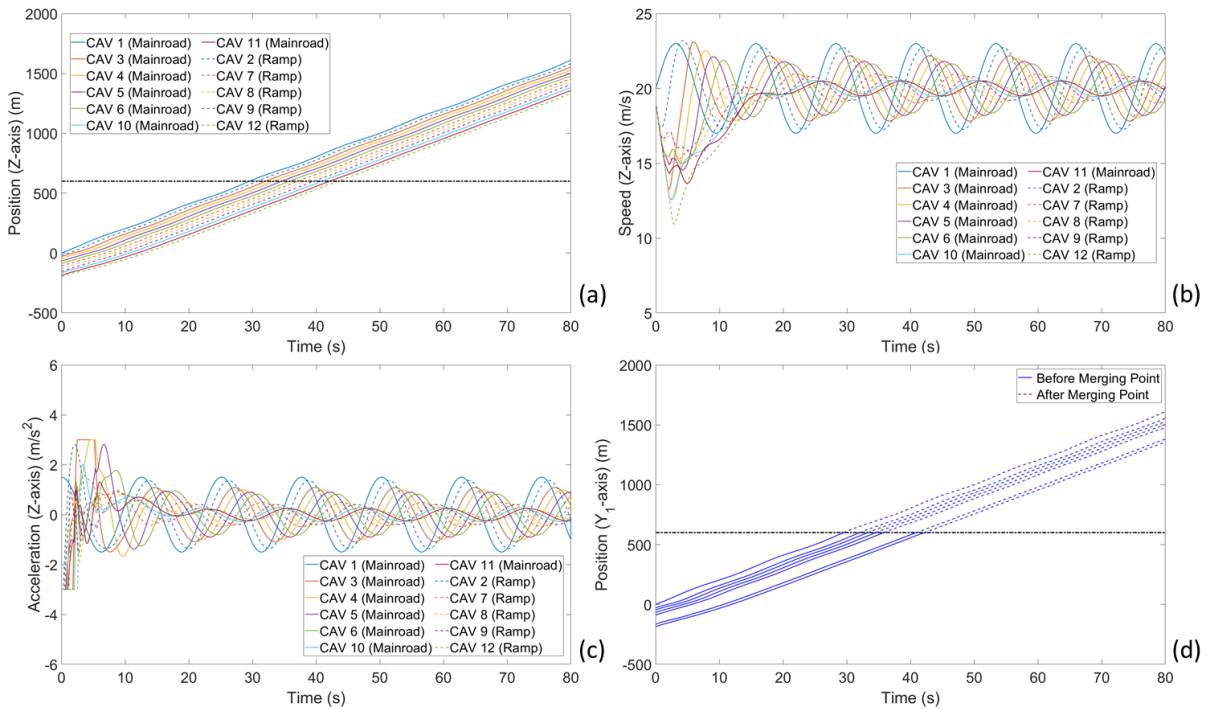 2000
1500
1000
500
0
-500
Position (Z-axis) (m)
CAV 1 (Mainroad)
CAV 3 (Mainroad)
CAV 4 (Mainroad)
CAV 5 (Mainroad)
CAV 6 (Mainroad)
CAV 10 (Mainroad)
CAV 11 (Mainroad)
CAV 2 (Ramp)
CAV 7 (Ramp)
CAV 8 (Ramp)
CAV 9 (Ramp)
CAV 12 (Ramp)
0 10 20 30 40 50 60 70 80
Time (s)
(a)
25
20
15
10
5
Speed (Z-axis) (m/s)
CAV 1 (Mainroad)
CAV 3 (Mainroad)
CAV 4 (Mainroad)
CAV 5 (Mainroad)
CAV 6 (Mainroad)
CAV 10 (Mainroad)
CAV 11 (Mainroad)
CAV 2 (Ramp)
CAV 7 (Ramp)
CAV 8 (Ramp)
CAV 9 (Ramp)
CAV 12 (Ramp)
0 10 20 30 40 50 60 70 80
Time (s)
(b)
6
4
2
0
-2
-4
-6
Acceleration (Z-axis) (m/s²)
CAV 1 (Mainroad)
CAV 3 (Mainroad)
CAV 4 (Mainroad)
CAV 5 (Mainroad)
CAV 6 (Mainroad)
CAV 10 (Mainroad)
CAV 11 (Mainroad)
CAV 2 (Ramp)
CAV 7 (Ramp)
CAV 8 (Ramp)
CAV 9 (Ramp)
CAV 12 (Ramp)
0 10 20 30 40 50 60 70 80
Time (s)
(c)
2000
1500
1000
500
0
-500
Position (Y₁-axis) (m)
Before Merging Point
After Merging Point
0 10 20 30 40 50 60 70 80
Time (s)
(d)